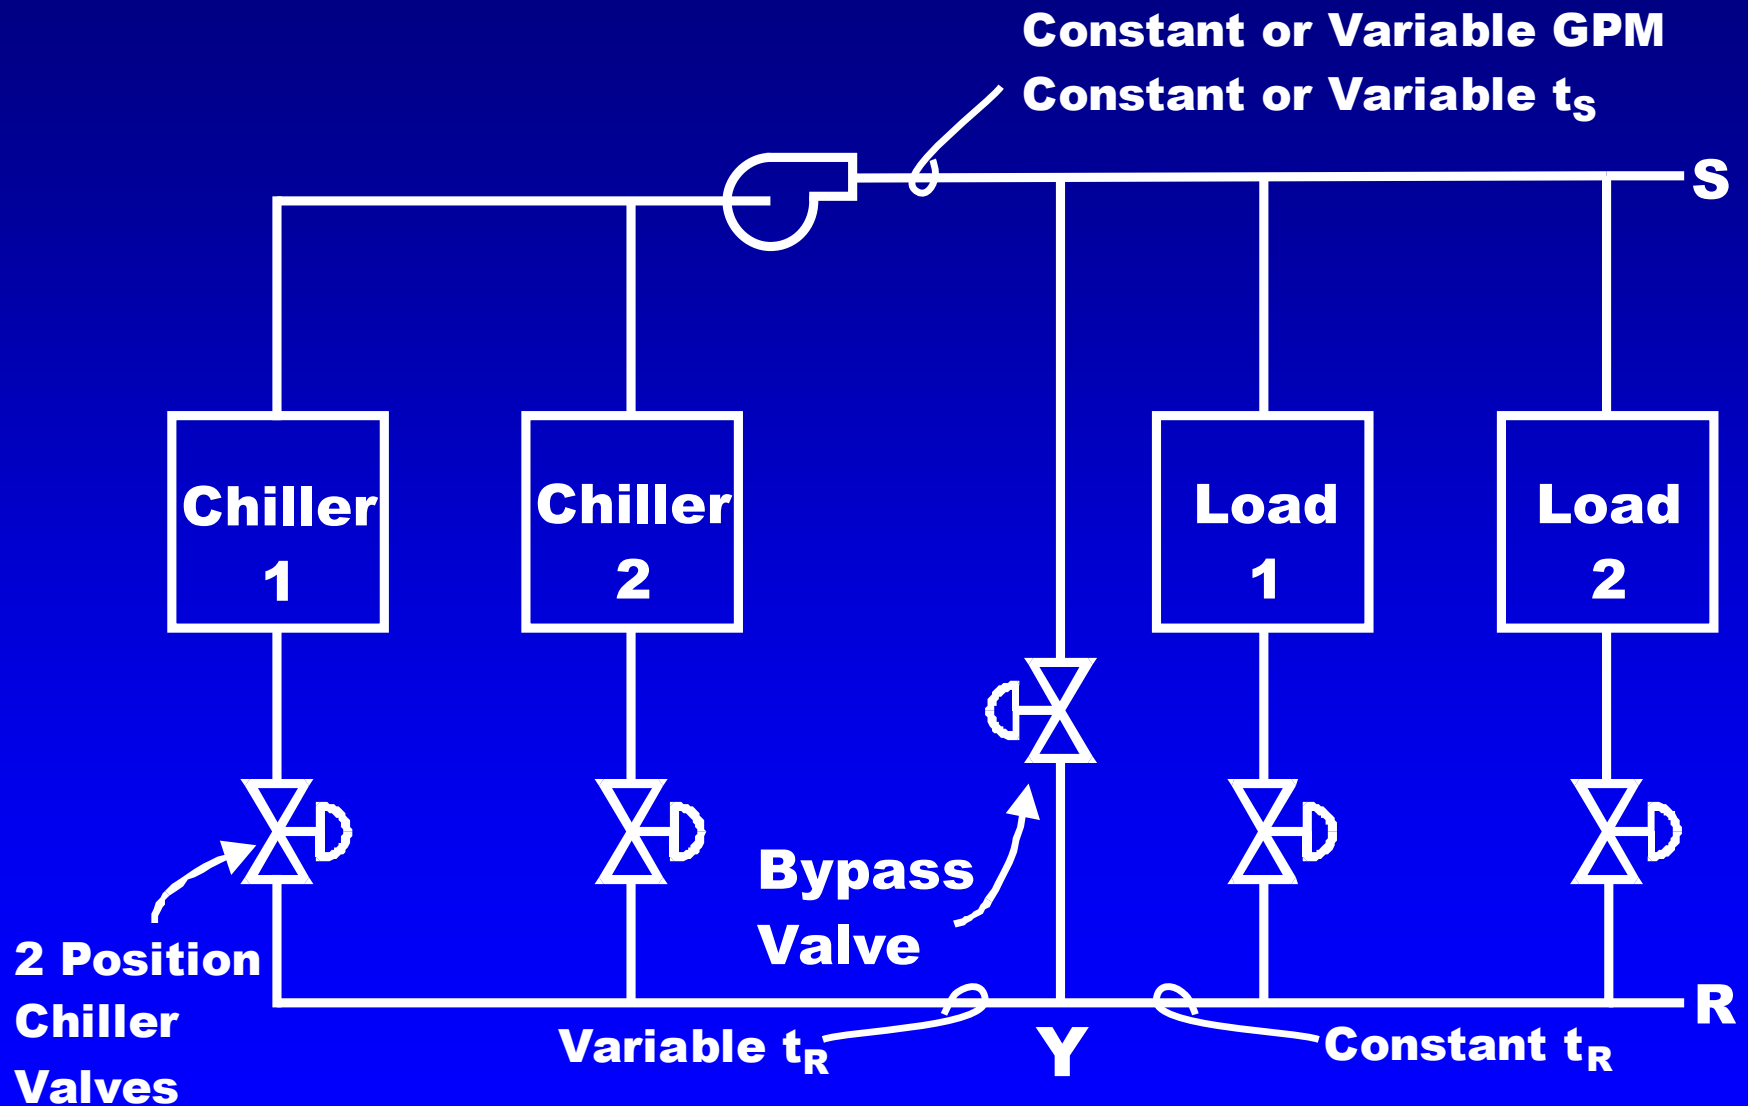 Constant or Variable GPM
Constant or Variable tS
S
Chiller
1
Chiller
2
Load
1
Load
2
Bypass
Valve
2 Position
Chiller
Valves
Variable tR
Y
Constant tR
R